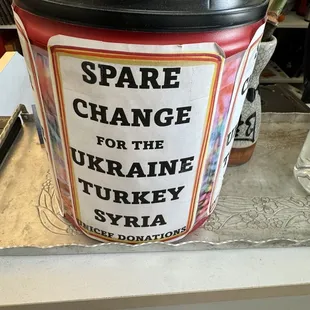 SPARE
CHANGE
FOR THE
UKRAINE
TURKEY
SYRIA
UNICEF DONATIONS